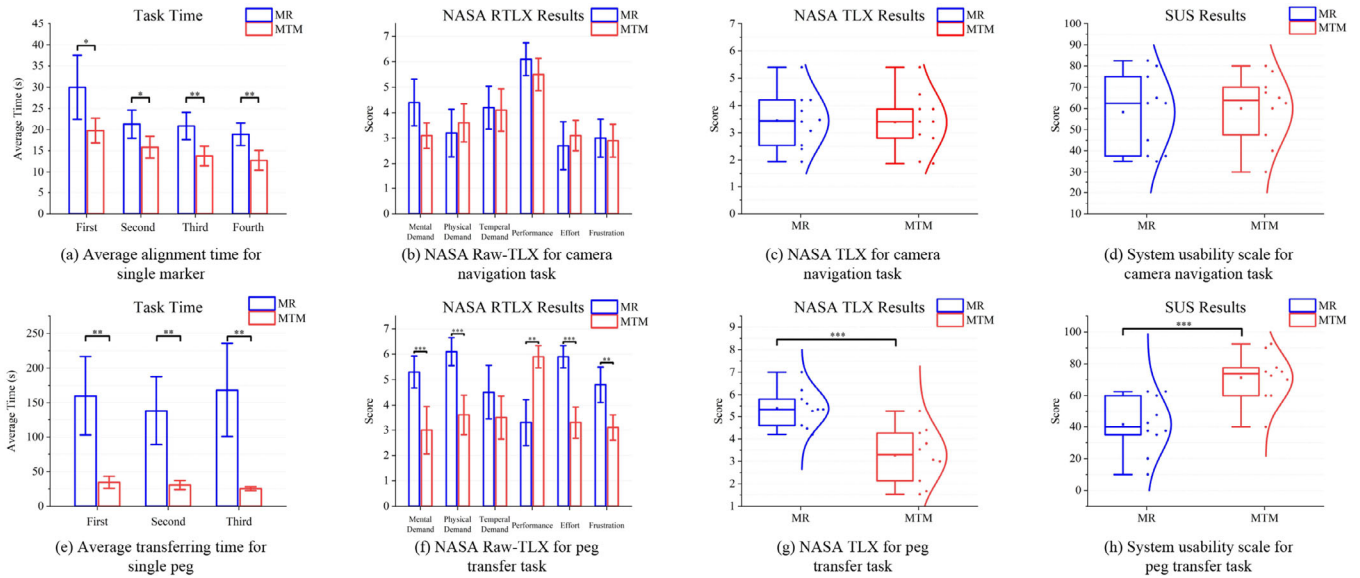 Task Time
MR
MTM
45
40
35
30
25
20
15
10
5
0
Average Time (s)
*
*
**
**
First
Second
Third
Fourth
(a) Average alignment time for
single marker
NASA RTLX Results
MR
MTM
7
6
5
4
3
2
1
0
Score
Mental
Demand
Physical
Demand
Temperal
Demand
Performance
Effort
Frustration
(b) NASA Raw-TLX for camera
navigation task
NASA TLX Results
MR
MTM
7
6
5
4
3
2
1
0
Score
MR
MTM
(c) NASA TLX for camera
navigation task
SUS Results
MR
MTM
100
90
80
70
60
50
40
30
20
10
Score
MR
MTM
(d) System usability scale for
camera navigation task
Task Time
MR
MTM
250
225
200
175
150
125
100
75
50
25
0
Average Time (s)
**
**
**
First
Second
Third
(e) Average transferring time for
single peg
NASA RTLX Results
MR
MTM
7
6
5
4
3
2
1
0
Score
***
***
**
***
**
Mental
Demand
Physical
Demand
Temperal
Demand
Performance
Effort
Frustration
(f) NASA Raw-TLX for peg
transfer task
NASA TLX Results
MR
MTM
9
8
7
6
5
4
3
2
1
Score
***
MR
MTM
(g) NASA TLX for peg
transfer task
SUS Results
MR
MTM
100
80
60
40
20
0
Score
***
MR
MTM
(h) System usability scale for
peg transfer task